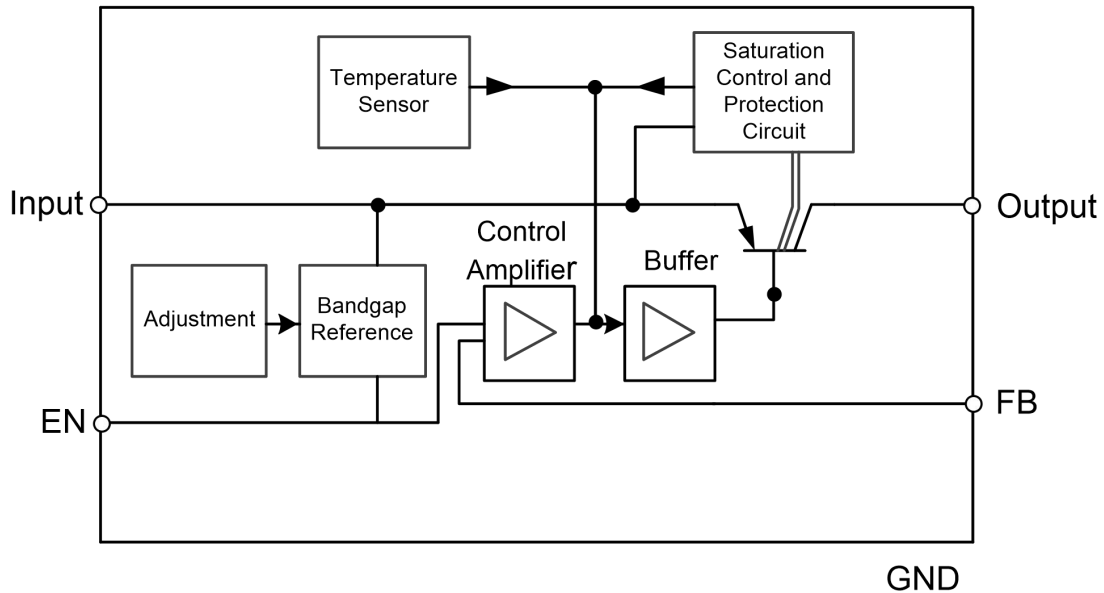 Temperature
Sensor
Saturation
Control and
Protection
Circuit
Input
Output
Control
Amplifier
Buffer
Adjustment
Bandgap
Reference
EN
FB
GND